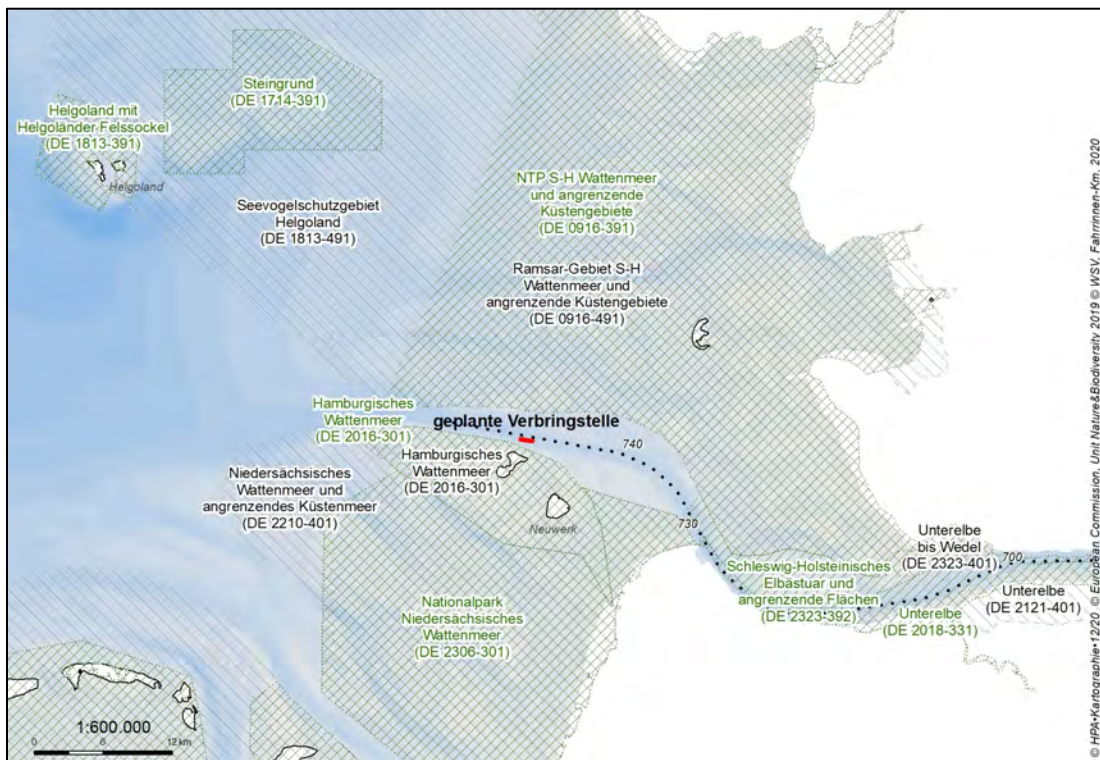 Steingrund
(DE 1714-391)
Helgoland mit
Helgoländer Felssockel
(DE 1813-391)
Helgoland
Seevogelschutzgebiet
Helgoland
(DE 1813-491)
NTP S-H Wattenmeer
und angrenzende
Küstengebiete
(DE 0916-391)
Ramsar-Gebiet S-H
Wattenmeer und
angrenzende Küstengebiete
(DE 0916-491)
Hamburgisches
Wattenmeer
(DE 2016-301)
geplante Verbringstelle
740
Hamburgisches
Wattenmeer
(DE 2016-301)
Niedersächsisches
Wattenmeer und
angrenzendes Küstenmeer
(DE 2210-401)
Neuwerk
730
Unterelbe
bis Wedel
(DE 2323-401)
700
Schleswig-Holsteinisches
Elbästuar und
angrenzende Flächen
(DE 2323-392)
Unterelbe
(DE 2121-401)
Unterelbe
(DE 2018-331)
Nationalpark
Niedersächsisches
Wattenmeer
(DE 2306-301)
1:600.000
0 6 12 km
© HPA•Kartographie•12/20 © European Commission, Unit Nature&Biodiversity 2019 © WSV, Fahrrinnen-Km, 2020